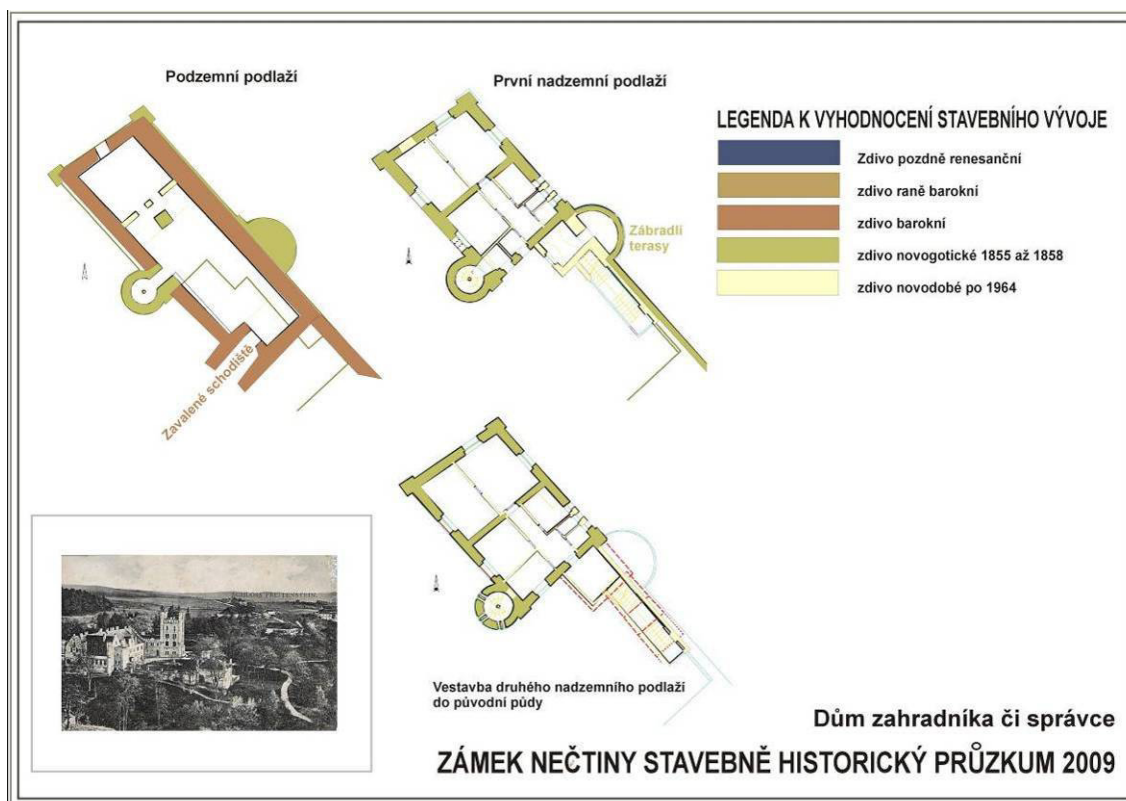 Podzemní podlaží
První nadzemní podlaží
LEGENDA K VYHODNOCENÍ STAVEBNÍHO VÝVOJE
Zdivo pozdně renesanční
zdivo raně barokní
zdivo barokní
zdivo novogotické 1855 až 1858
zdivo novodobé po 1964
Zábradlí
terasy
Zavalené schodiště
Vestavba druhého nadzemního podlaží
do původní půdy
Dům zahradníka či správce
ZÁMEK NEČTINY STAVEBNĚ HISTORICKÝ PRŮZKUM 2009